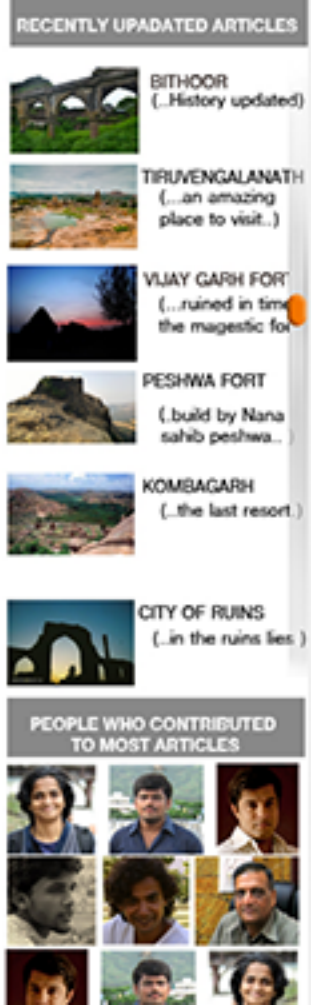 RECENTLY UPADATED ARTICLES
BITHOOR
(..History updated)
TIRUVENGALANATH
(...an amazing
place to visit..)
VIJAY GARH FORT
(...ruined in time
the magestic for
PESHWA FORT
(.build by Nana
sahib peshwa.. )
KOMBAGARH
(..the last resort.)
CITY OF RUINS
(..in the ruins lies )
PEOPLE WHO CONTRIBUTED
TO MOST ARTICLES